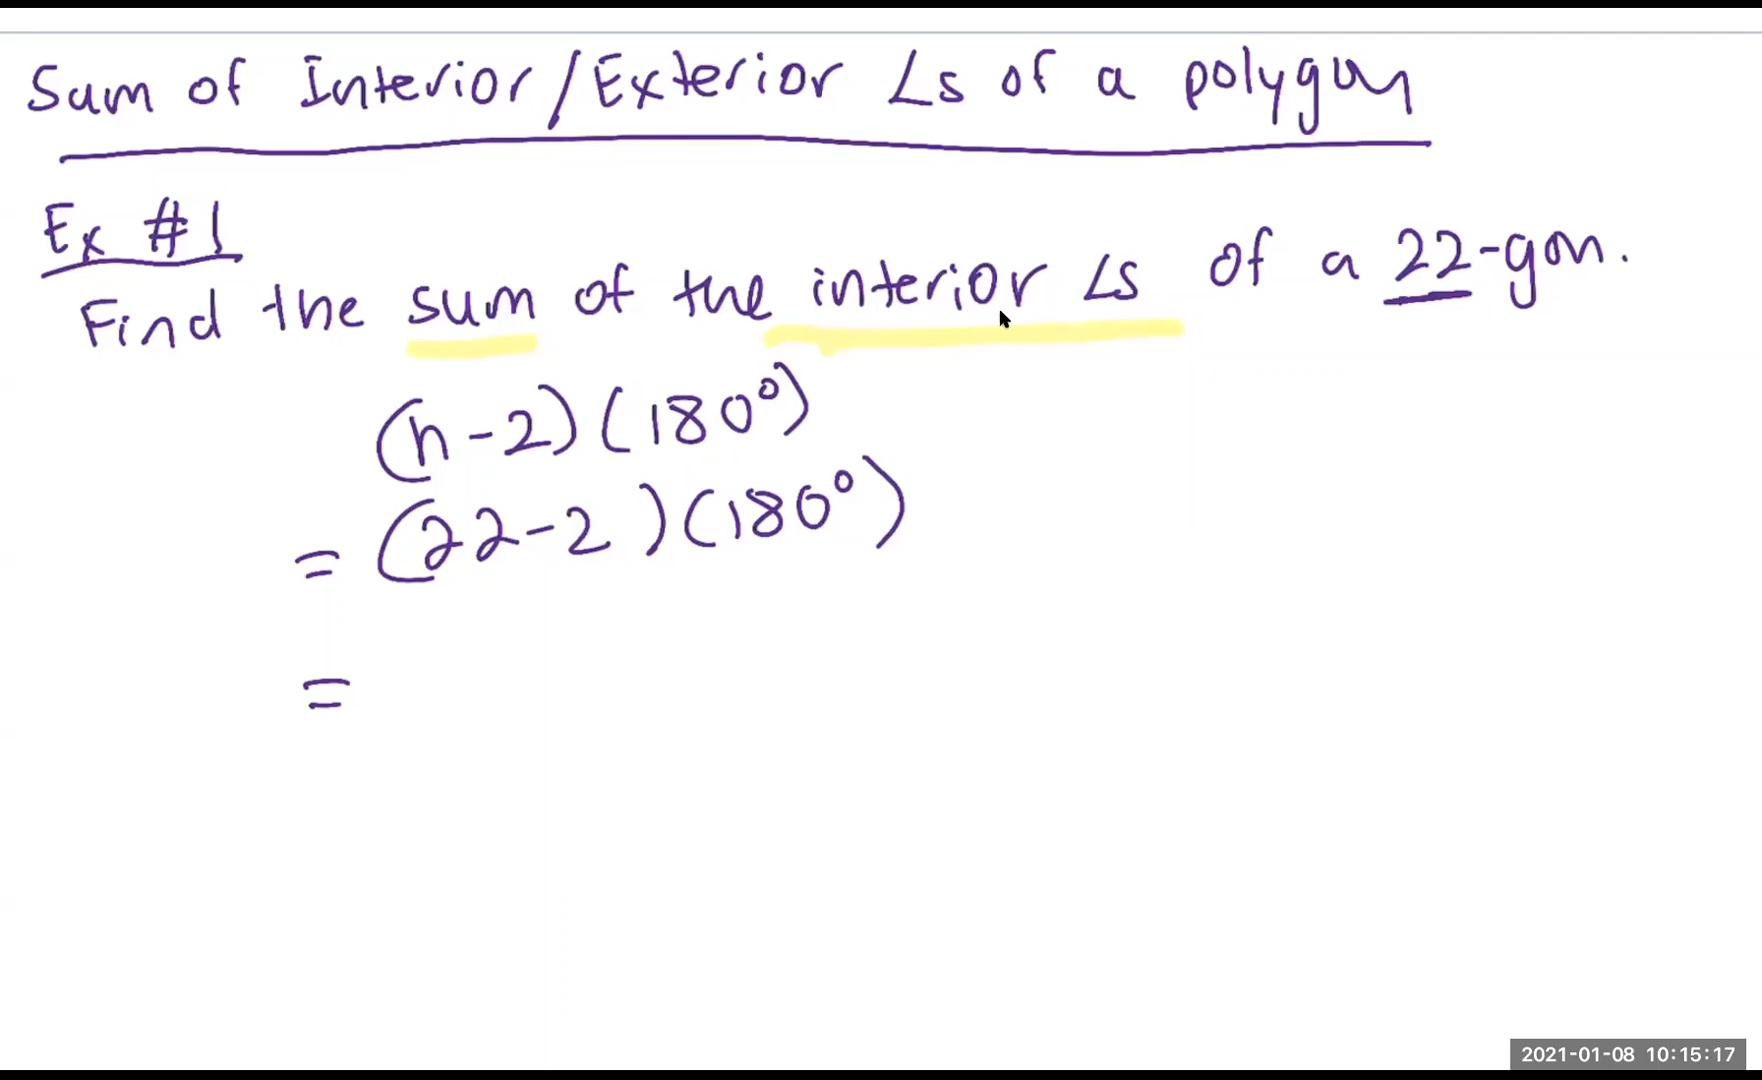 Sum of Interior/Exterior ∠s of a polygon
Ex #1
Find the sum of the interior ∠s of a 22-gon.
(n-2)(180°)
= (22-2)(180°)
=
2021-01-08 10:15:17